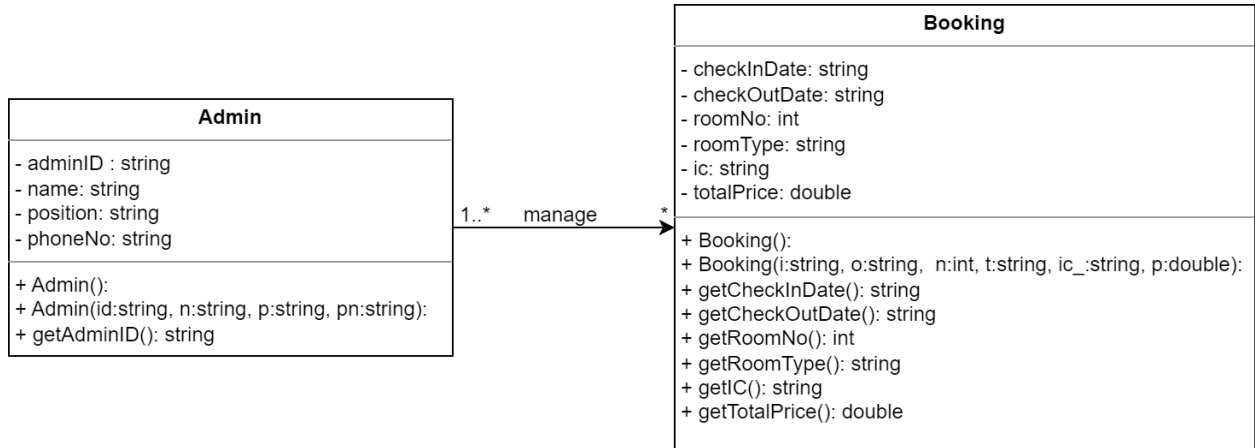 Admin
- adminID : string
- name: string
- position: string
- phoneNo: string
+ Admin():
+ Admin(id:string, n:string, p:string, pn:string):
+ getAdminID(): string
1..* manage *
Booking
- checkInDate: string
- checkOutDate: string
- roomNo: int
- roomType: string
- ic: string
- totalPrice: double
+ Booking():
+ Booking(i:string, o:string, n:int, t:string, ic_:string, p:double):
+ getCheckInDate(): string
+ getCheckOutDate(): string
+ getRoomNo(): int
+ getRoomType(): string
+ getIC(): string
+ getTotalPrice(): double